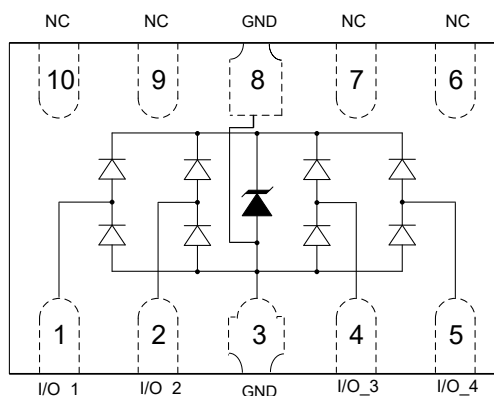 NC NC GND NC NC
10 9 8 7 6
1 2 3 4 5
I/O_1 I/O_2 GND I/O_3 I/O_4